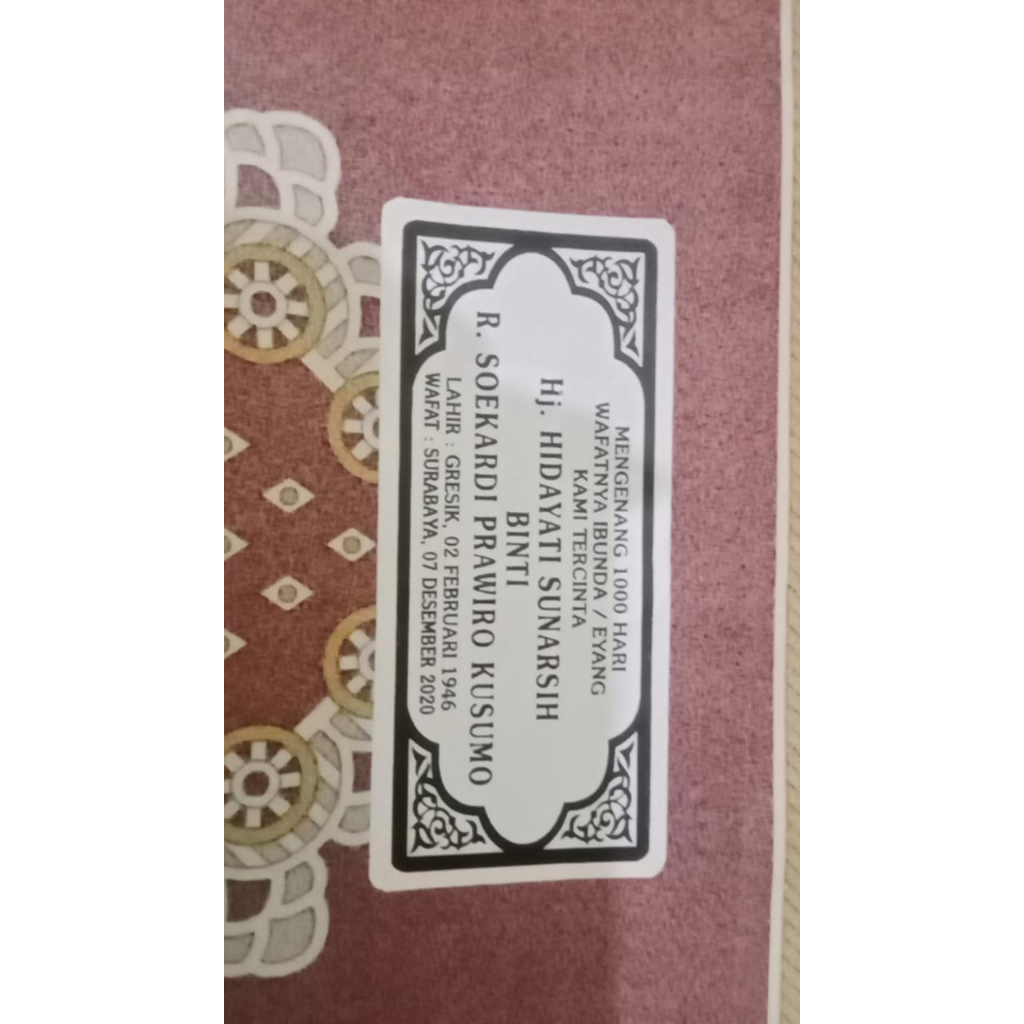 MENGENANG 1000 HARI
WAFATNYA IBUNDA / EYANG
KAMI TERCINTA
Hj. HIDAYATI SUNARSIH
BINTI
R. SOEKARDI PRAWIRO KUSUMO
LAHIR : GRESIK, 02 FEBRUARI 1946
WAFAT : SURABAYA, 07 DESEMBER 2020